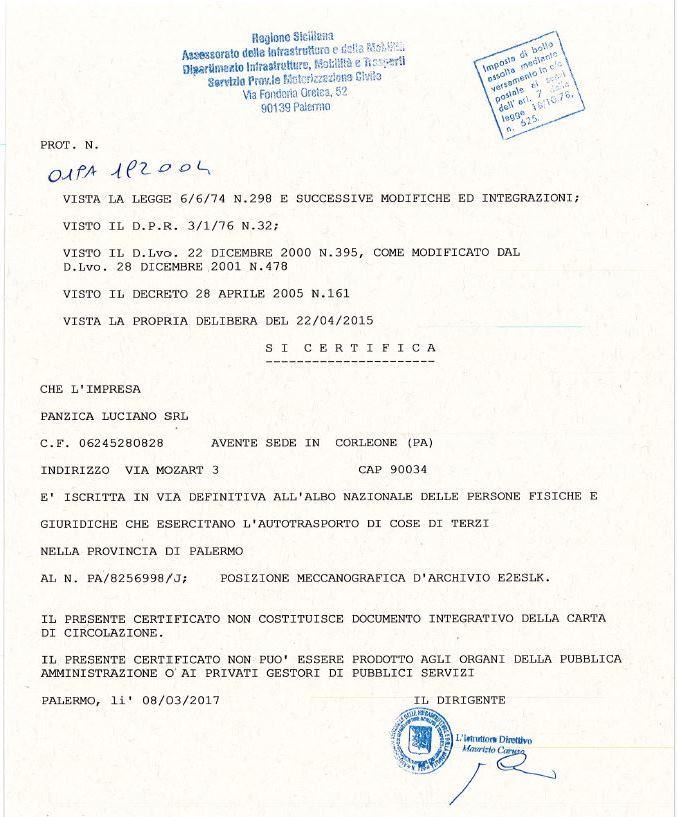 Regione Siciliana
Assessorato delle Infrastrutture e della Mobilità
Dipartimento Infrastrutture, Mobilità e Trasporti
Servizio Prov.le Motorizzazione Civile
Via Fonderia Oretea, 52
90139 Palermo
Imposta di bollo
assolta mediante
versamento in c/c
postale ai sensi
dell'art. 7 della
legge 18/10/78,
n. 625.
PROT. N.
VISTA LA LEGGE 6/6/74 N.298 E SUCCESSIVE MODIFICHE ED INTEGRAZIONI;
VISTO IL D.P.R. 3/1/76 N.32;
VISTO IL D.Lvo. 22 DICEMBRE 2000 N.395, COME MODIFICATO DAL
D.Lvo. 28 DICEMBRE 2001 N.478
VISTO IL DECRETO 28 APRILE 2005 N.161
VISTA LA PROPRIA DELIBERA DEL 22/04/2015
S I C E R T I F I C A
----------------------
CHE L'IMPRESA
PANZICA LUCIANO SRL
C.F. 06245280828 AVENTE SEDE IN CORLEONE (PA)
INDIRIZZO VIA MOZART 3 CAP 90034
E' ISCRITTA IN VIA DEFINITIVA ALL'ALBO NAZIONALE DELLE PERSONE FISICHE E
GIURIDICHE CHE ESERCITANO L'AUTOTRASPORTO DI COSE DI TERZI
NELLA PROVINCIA DI PALERMO
AL N. PA/8256998/J; POSIZIONE MECCANOGRAFICA D'ARCHIVIO E2ESLK.
IL PRESENTE CERTIFICATO NON COSTITUISCE DOCUMENTO INTEGRATIVO DELLA CARTA
DI CIRCOLAZIONE.
IL PRESENTE CERTIFICATO NON PUO' ESSERE PRODOTTO AGLI ORGANI DELLA PUBBLICA
AMMINISTRAZIONE O AI PRIVATI GESTORI DI PUBBLICI SERVIZI
PALERMO, li' 08/03/2017 IL DIRIGENTE
L'Istruttore Direttivo
Maurizio Caruso